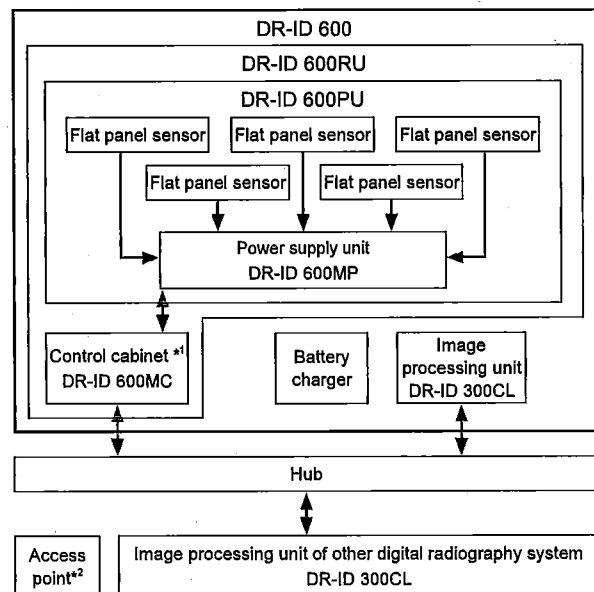 DR-ID 600
DR-ID 600RU
DR-ID 600PU
Flat panel sensor
Flat panel sensor
Flat panel sensor
Flat panel sensor
Flat panel sensor
Power supply unit
DR-ID 600MP
Control cabinet *1
DR-ID 600MC
Battery
charger
Image
processing unit
DR-ID 300CL
Hub
Access
point*2
Image processing unit of other digital radiography system
DR-ID 300CL